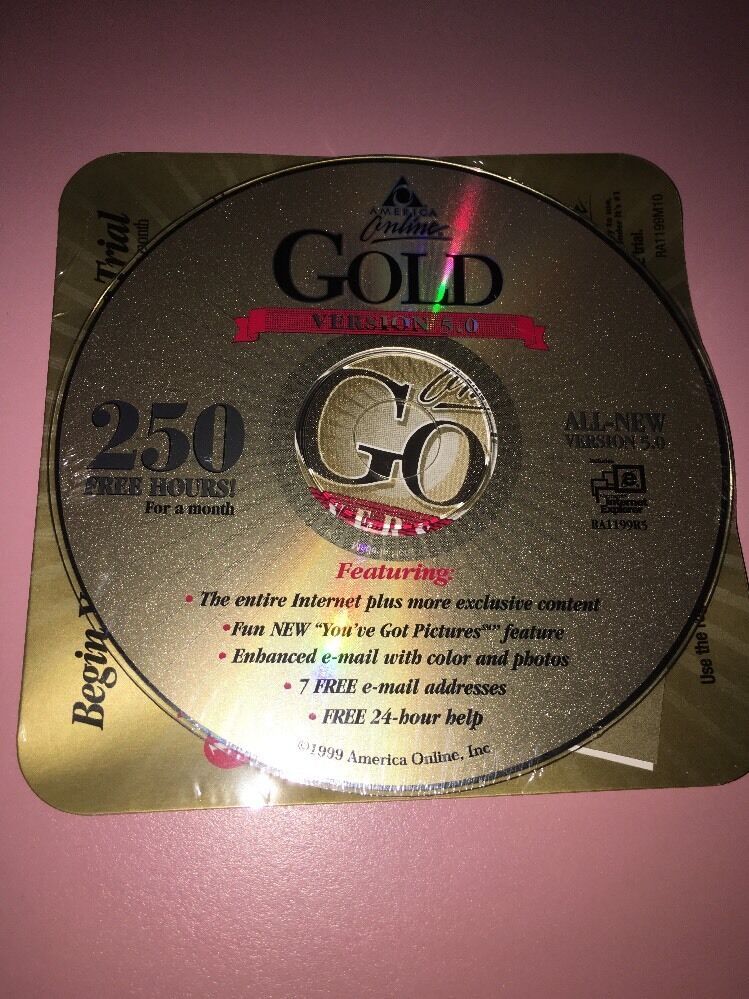 AMERICA
Online
GOLD
VERSION 5.0
250
FREE HOURS!
For a month
ALL-NEW
VERSION 5.0
includes
Internet
Explorer
RA1199R5
Featuring:
• The entire Internet plus more exclusive content
• Fun NEW "You've Got Pictures℠" feature
• Enhanced e-mail with color and photos
• 7 FREE e-mail addresses
• FREE 24-hour help
©1999 America Online, Inc
GO
VERS
Trial
Begin
trial.
RA1199M10
Use the